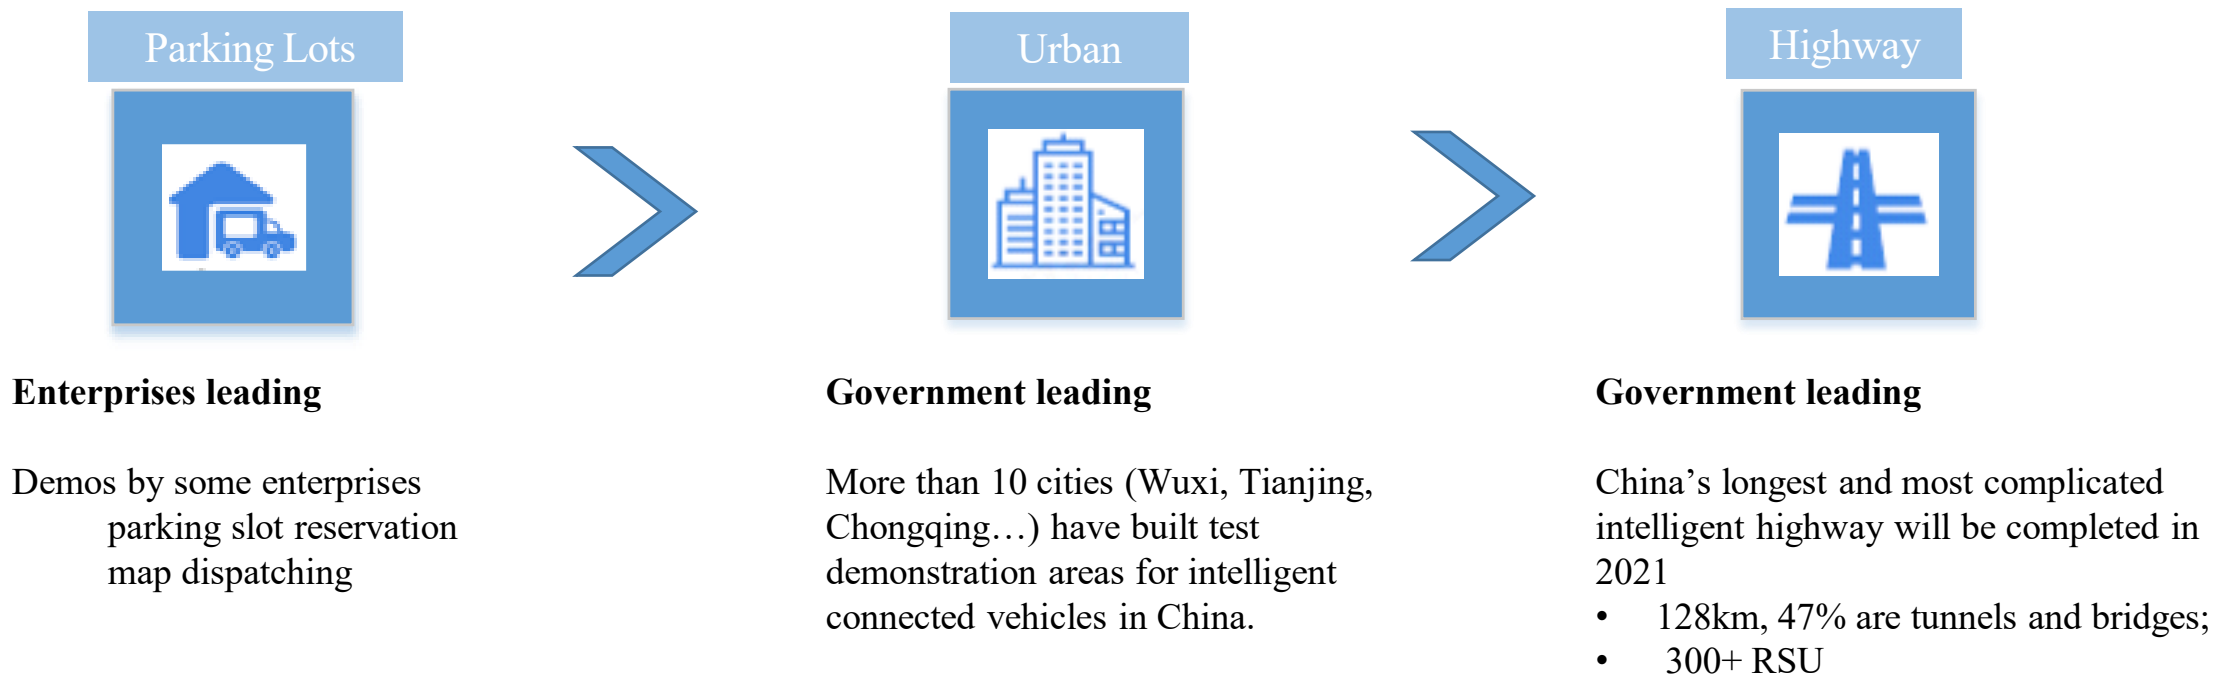 Parking Lots
Urban
Highway
Enterprises leading
Demos by some enterprises
parking slot reservation
map dispatching
Government leading
More than 10 cities (Wuxi, Tianjing,
Chongqing…) have built test
demonstration areas for intelligent
connected vehicles in China.
Government leading
China’s longest and most complicated
intelligent highway will be completed in
2021
• 128km, 47% are tunnels and bridges;
• 300+ RSU